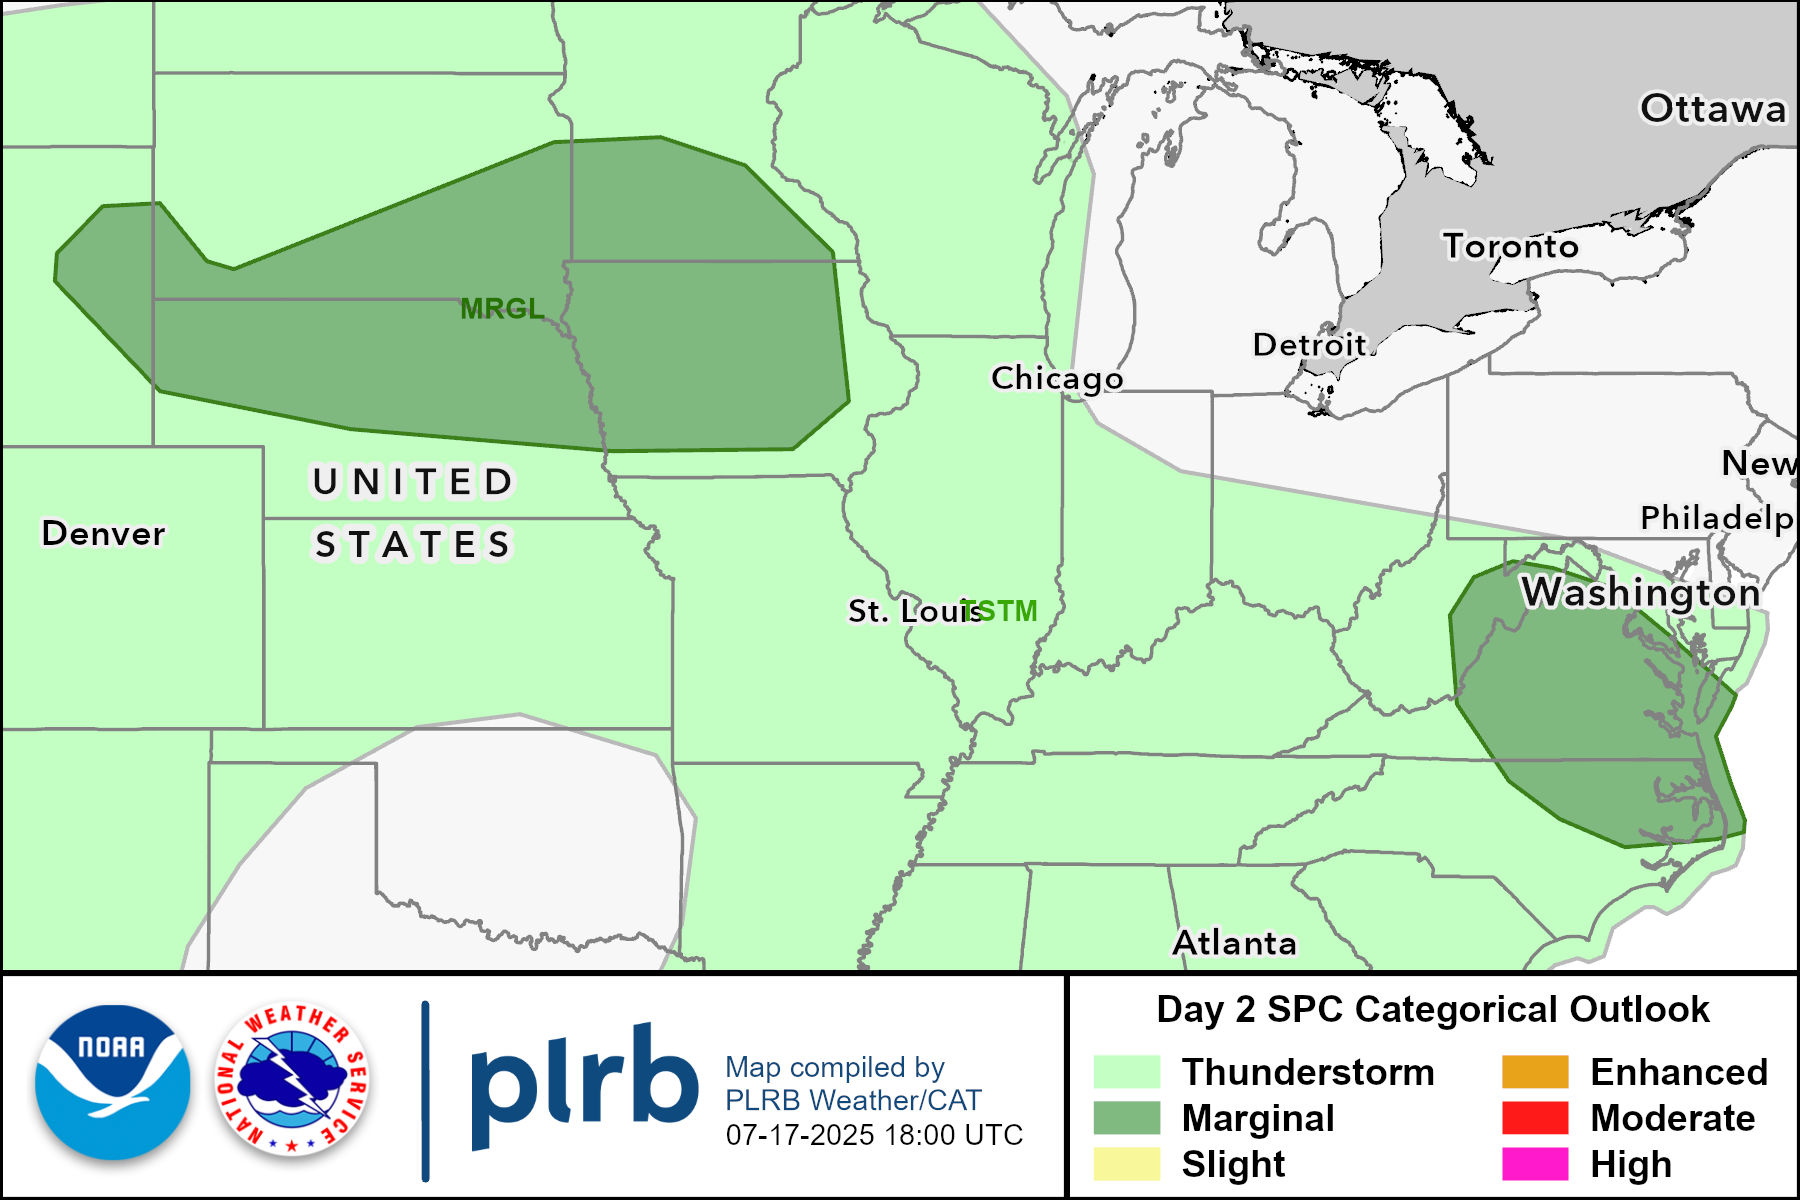 Ottawa
Toronto
MRGL
Detroit
Chicago
New
UNITED
STATES
Philadelp
Denver
Washington
St. Louis
TSTM
Atlanta
NOAA
NATIONAL WEATHER SERVICE
plrb
Map compiled by
PLRB Weather/CAT
07-17-2025 18:00 UTC
Day 2 SPC Categorical Outlook
Thunderstorm
Marginal
Slight
Enhanced
Moderate
High